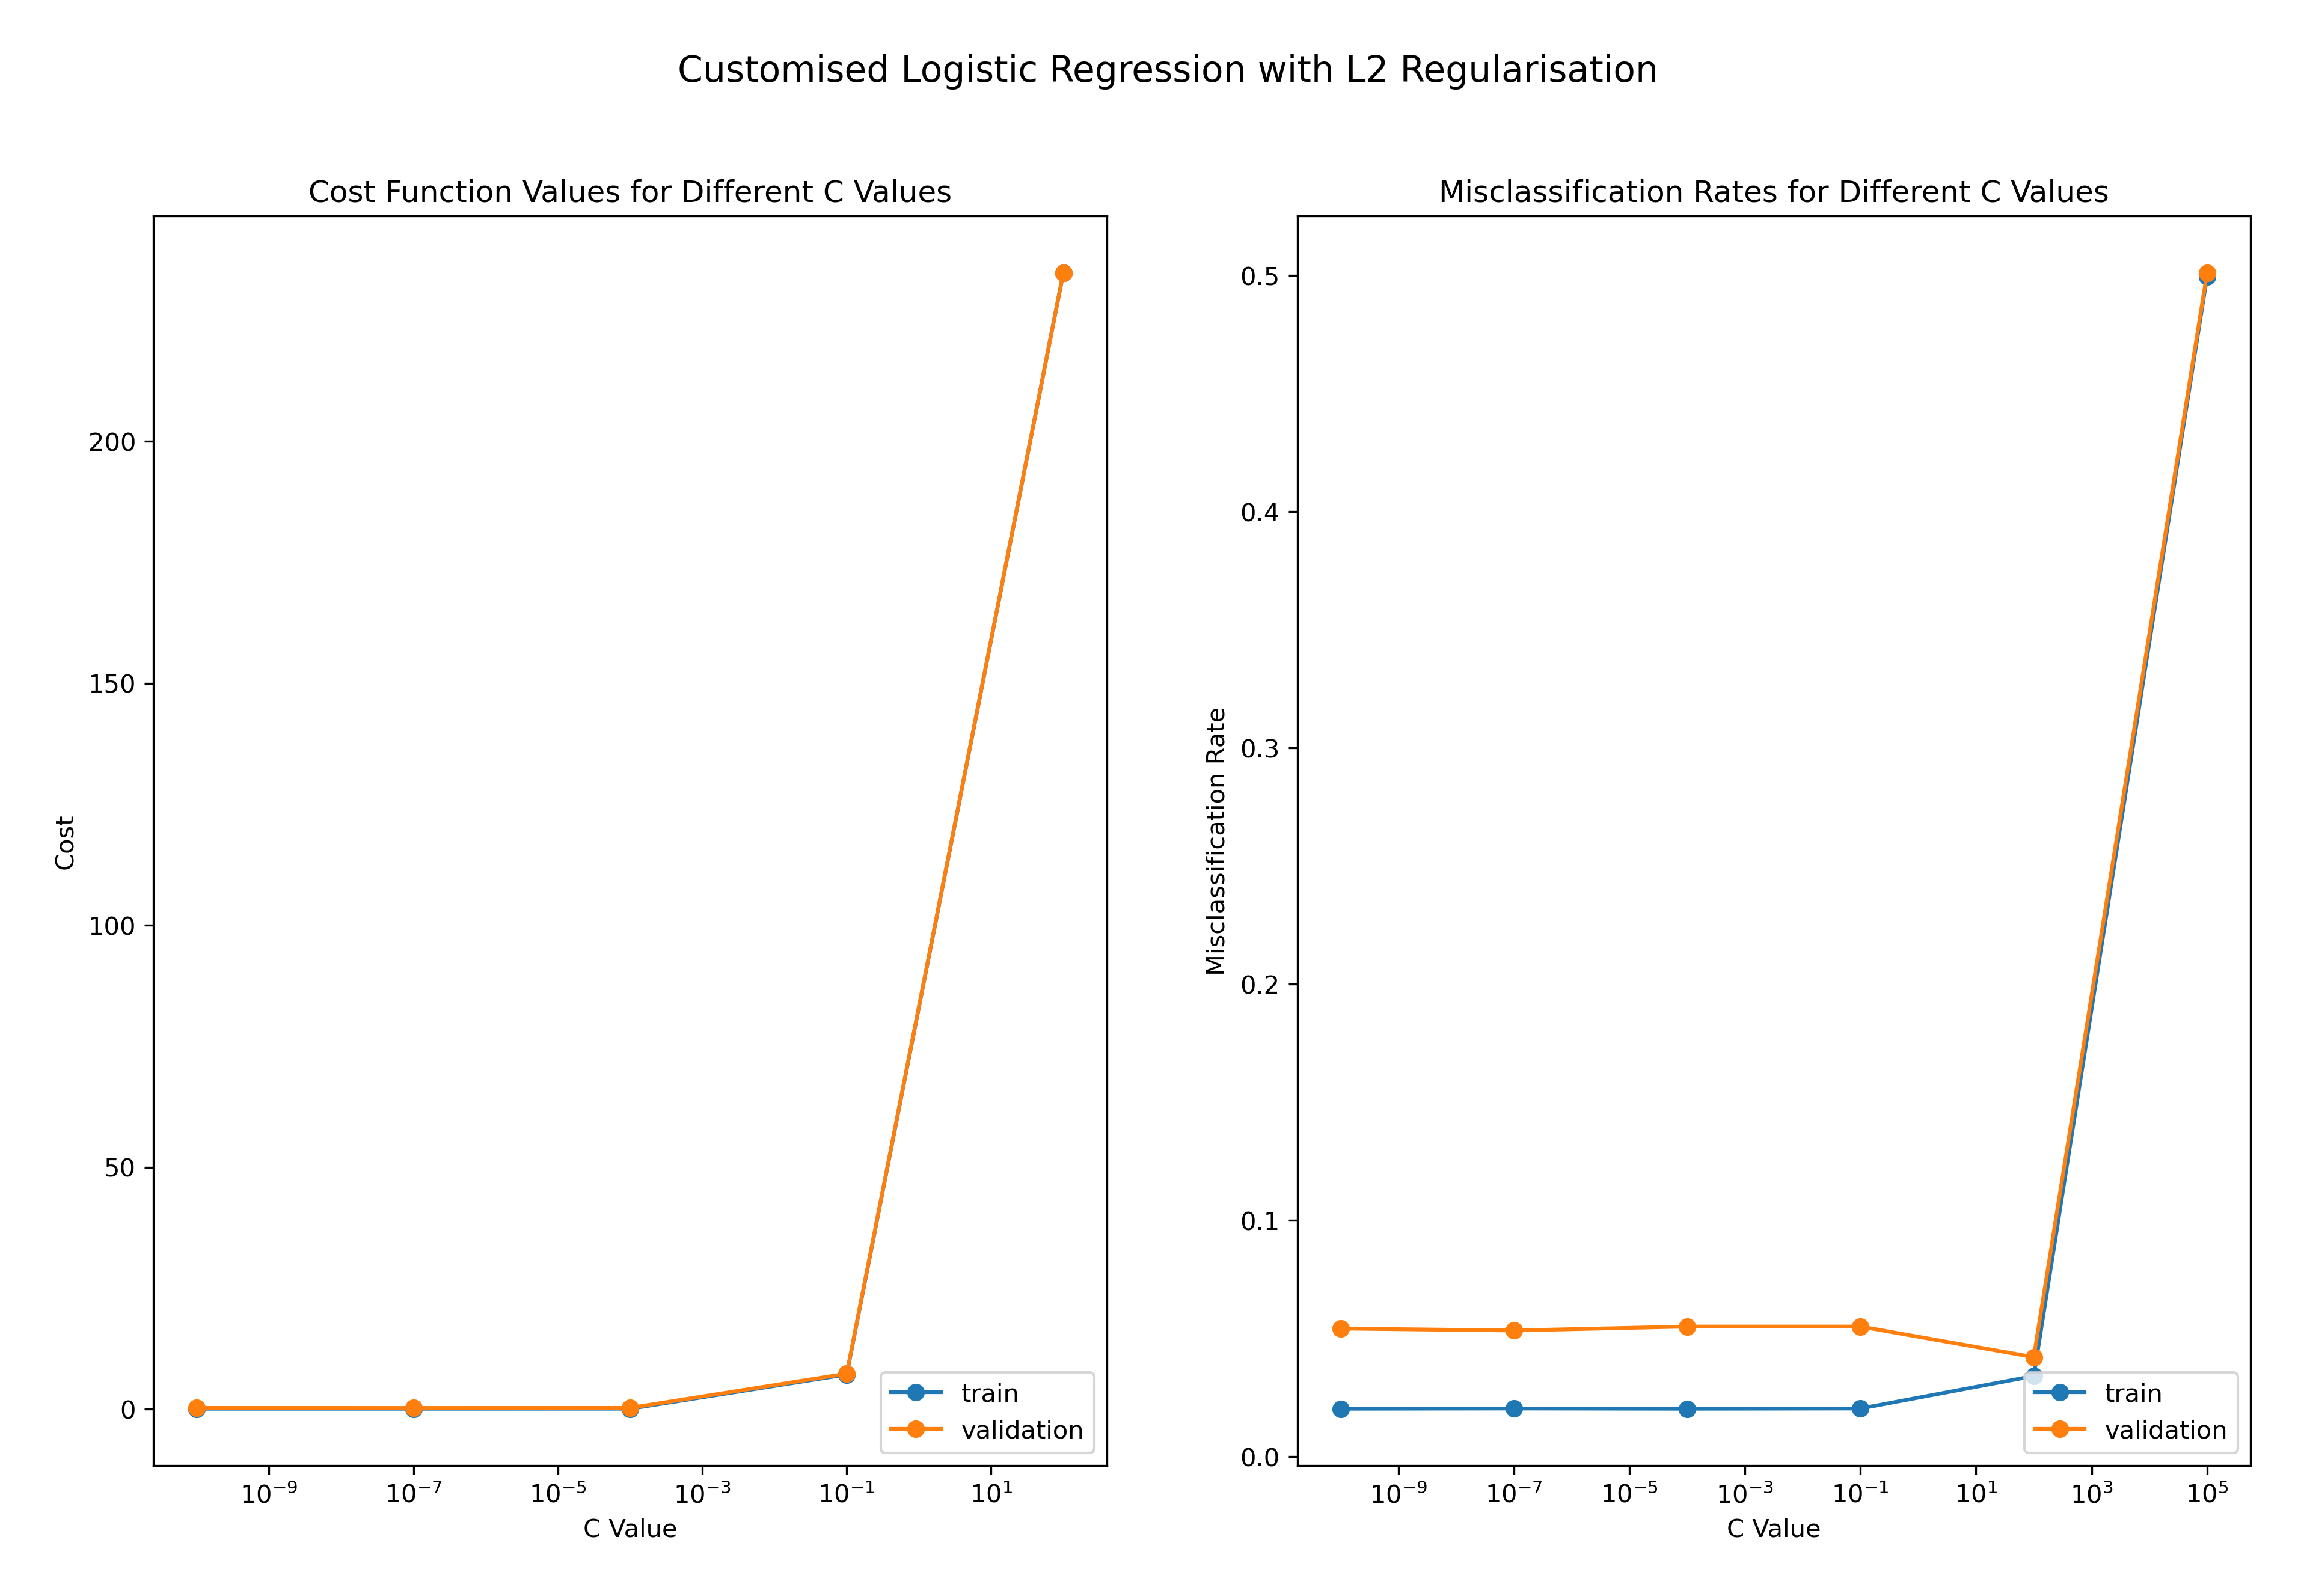 Customised Logistic Regression with L2 Regularisation
Cost Function Values for Different C Values
Cost
200
150
100
50
0
10⁻⁹ 10⁻⁷ 10⁻⁵ 10⁻³ 10⁻¹ 10¹
C Value
train
validation
Misclassification Rates for Different C Values
Misclassification Rate
0.5
0.4
0.3
0.2
0.1
0.0
10⁻⁹ 10⁻⁷ 10⁻⁵ 10⁻³ 10⁻¹ 10¹ 10³ 10⁵
C Value
train
validation